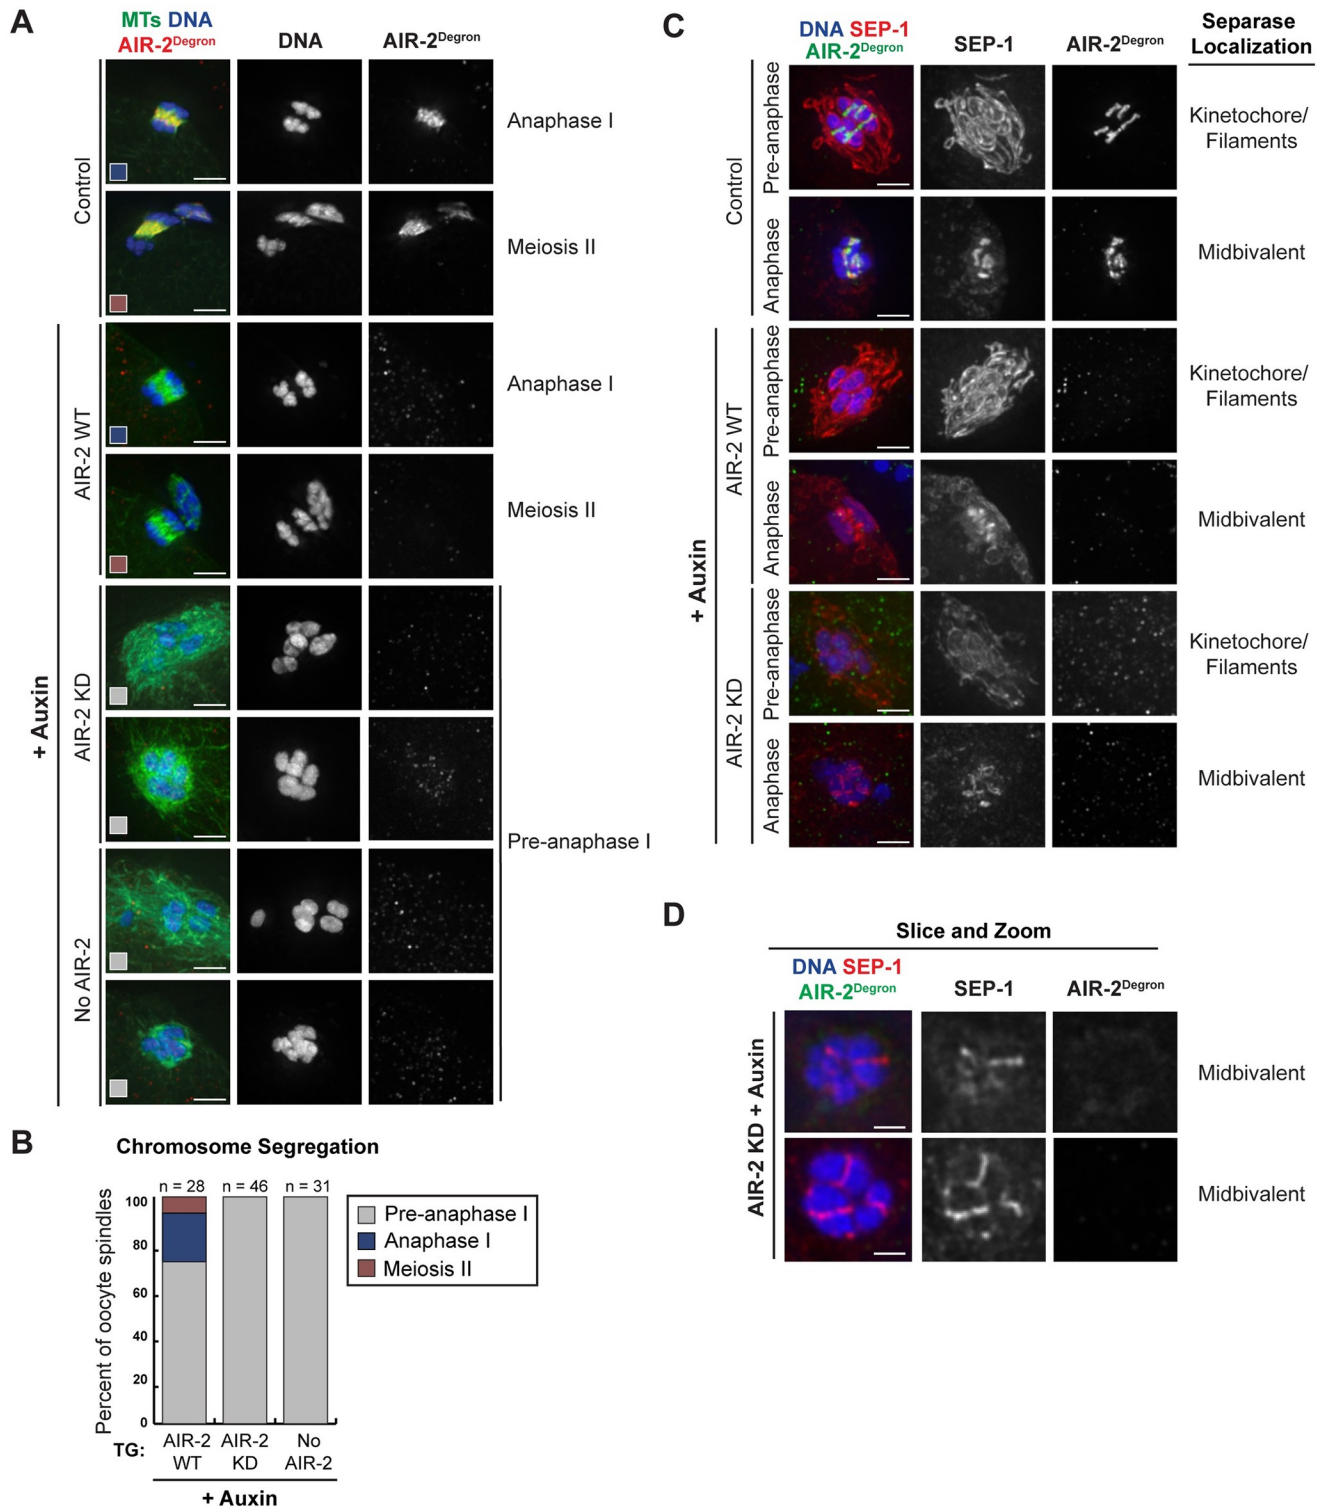 A
MTs DNA
AIR-2Degron
DNA
AIR-2Degron
Control
Anaphase I
Meiosis II
+ Auxin
AIR-2 WT
Anaphase I
Meiosis II
AIR-2 KD
No AIR-2
Pre-anaphase I
B
Chromosome Segregation
Percent of oocyte spindles
100
80
60
40
20
0
n = 28
n = 46
n = 31
Pre-anaphase I
Anaphase I
Meiosis II
TG:
AIR-2
WT
AIR-2
KD
No
AIR-2
+ Auxin
C
DNA SEP-1
AIR-2Degron
SEP-1
AIR-2Degron
Separase
Localization
Control
Pre-anaphase
Kinetochore/
Filaments
Anaphase
Midbivalent
+ Auxin
AIR-2 WT
Pre-anaphase
Kinetochore/
Filaments
Anaphase
Midbivalent
AIR-2 KD
Pre-anaphase
Kinetochore/
Filaments
Anaphase
Midbivalent
D
Slice and Zoom
DNA SEP-1
AIR-2Degron
SEP-1
AIR-2Degron
AIR-2 KD + Auxin
Midbivalent
Midbivalent